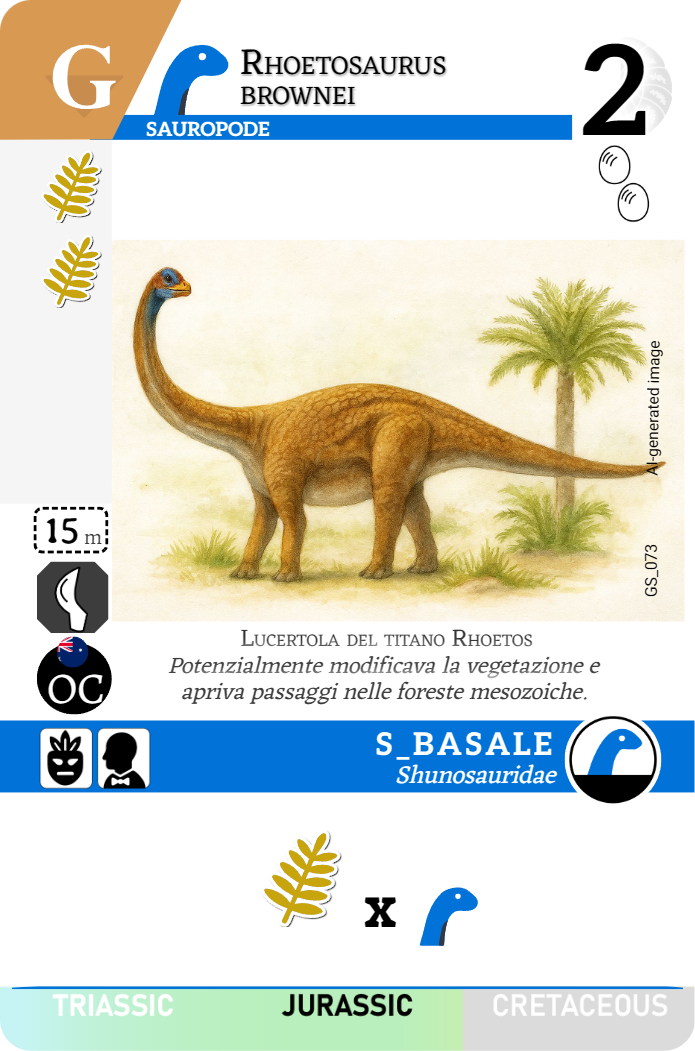 G
Rhoetosaurus
brownei
2
SAUROPODE
AI-generated image
GS_073
15 m
OC
Lucertola del titano Rhoetos
Potenzialmente modificava la vegetazione e
apriva passaggi nelle foreste mesozoiche.
S_BASALE
Shunosauridae
x
TRIASSIC JURASSIC CRETACEOUS